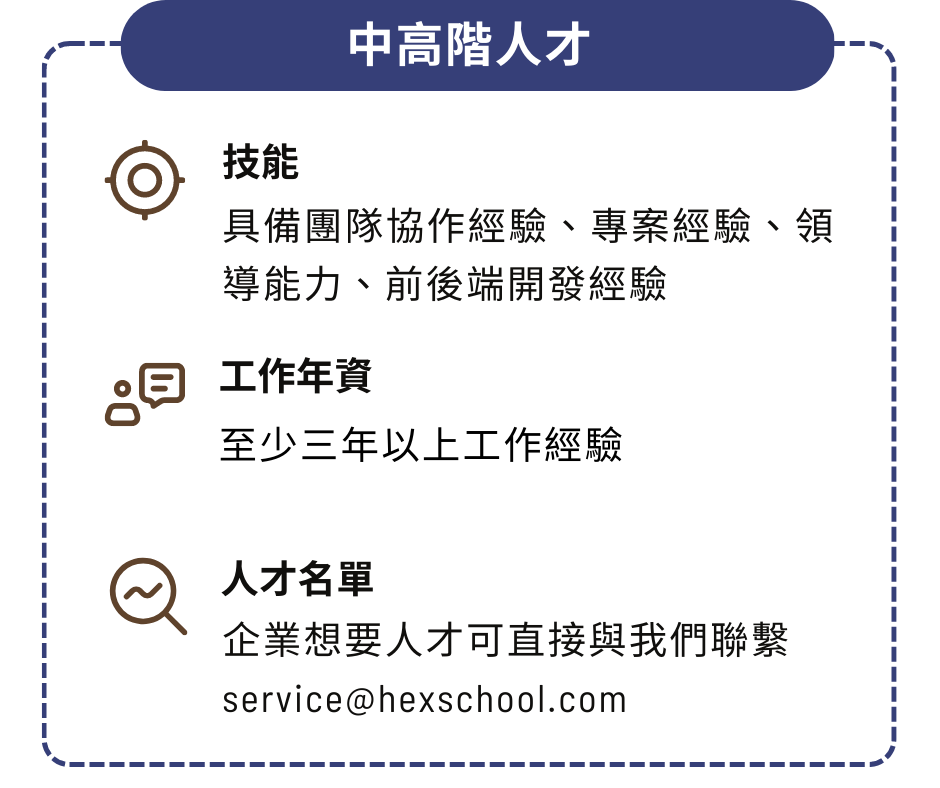 中高階人才
技能
具備團隊協作經驗、專案經驗、領
導能力、前後端開發經驗
工作年資
至少三年以上工作經驗
人才名單
企業想要人才可直接與我們聯繫
service@hexschool.com